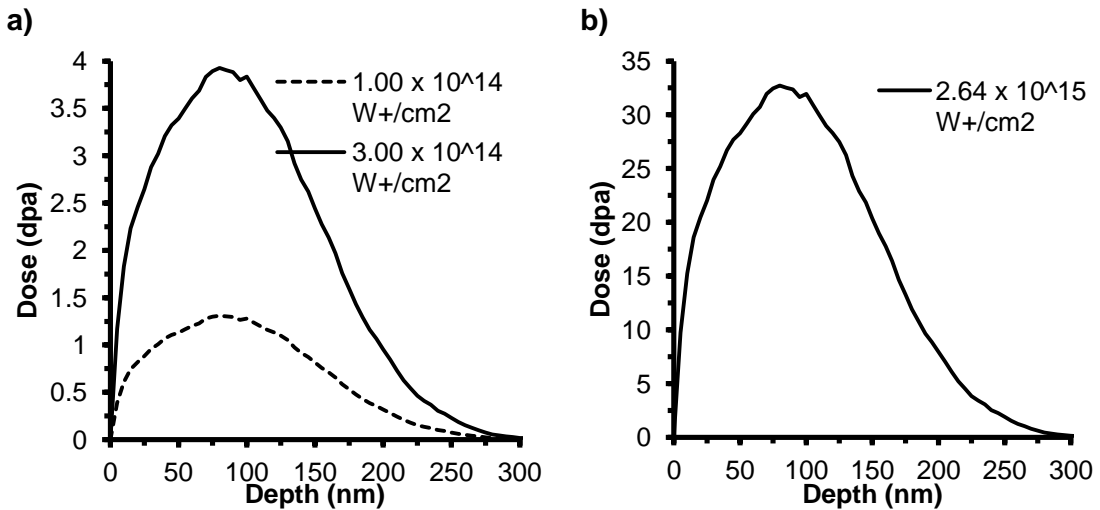 a)
Dose (dpa)
4
3.5
3
2.5
2
1.5
1
0.5
0
0 50 100 150 200 250 300
Depth (nm)
1.00 x 10^14
W+/cm2
3.00 x 10^14
W+/cm2
b)
Dose (dpa)
35
30
25
20
15
10
5
0
0 50 100 150 200 250 300
Depth (nm)
2.64 x 10^15
W+/cm2